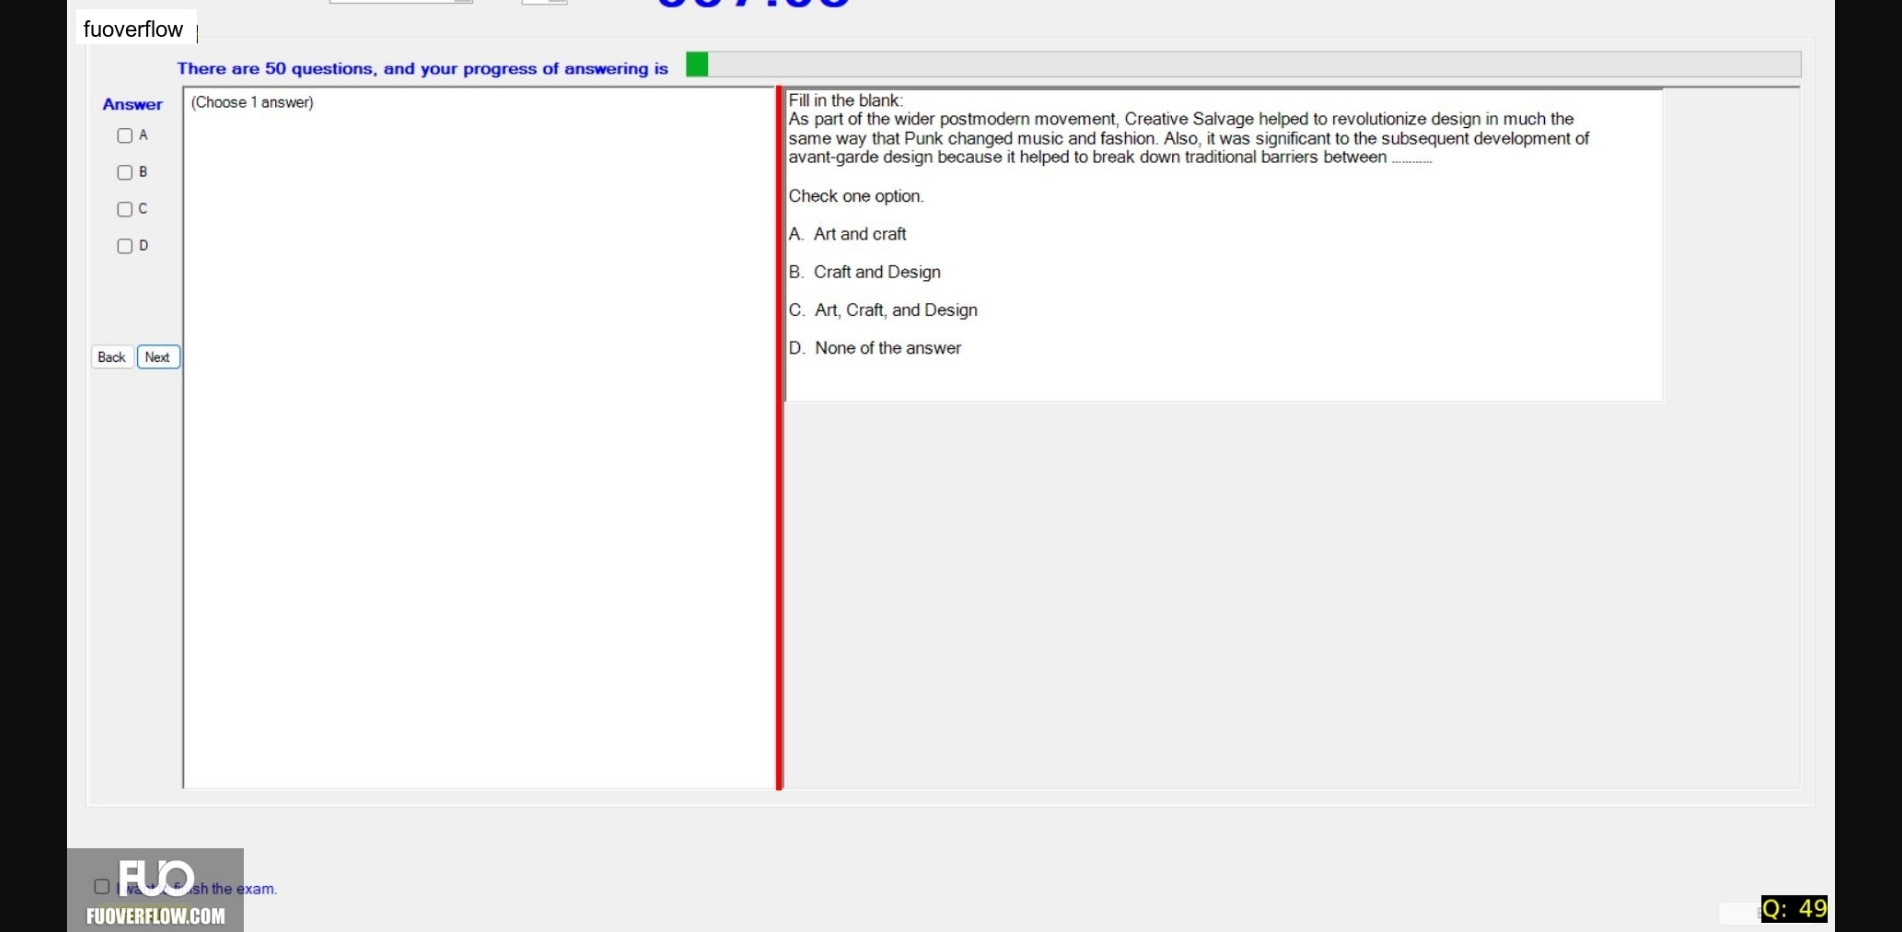 fuoverflow
There are 50 questions, and your progress of answering is
Answer
A
B
C
D
Back Next
(Choose 1 answer)
Fill in the blank:
As part of the wider postmodern movement, Creative Salvage helped to revolutionize design in much the
same way that Punk changed music and fashion. Also, it was significant to the subsequent development of
avant-garde design because it helped to break down traditional barriers between ............
Check one option.
A. Art and craft
B. Craft and Design
C. Art, Craft, and Design
D. None of the answer
FUO
the exam.
FUOVERFLOW.COM
Q: 49